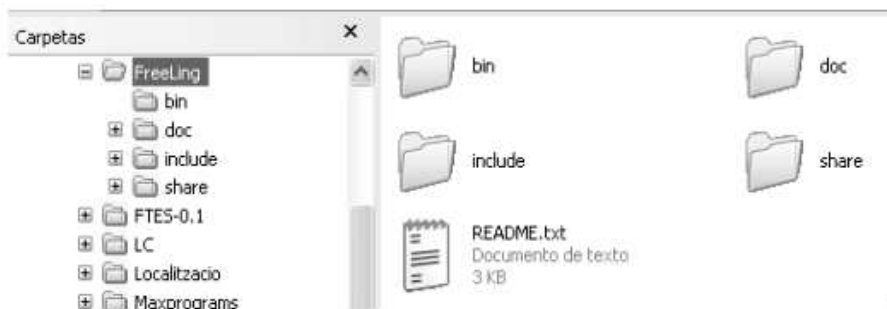 Carpetas
FreeLing
bin
doc
include
share
FTES-0.1
LC
Localitzacio
Maxprograms
bin
doc
include
share
README.txt
Documento de texto
3 KB